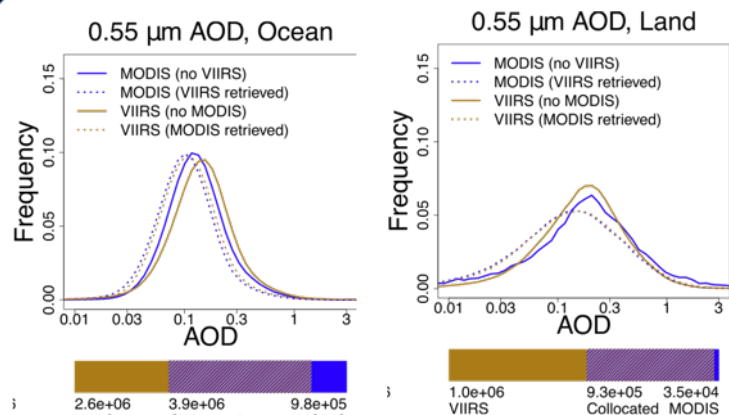 0.55 µm AOD, Ocean
MODIS (no VIIRS)
MODIS (VIIRS retrieved)
VIIRS (no MODIS)
VIIRS (MODIS retrieved)
Frequency
0.15
0.10
0.05
0.00
0.01 0.03 0.1 0.3 1 3
AOD
2.6e+06 3.9e+06 9.8e+05
0.55 µm AOD, Land
MODIS (no VIIRS)
MODIS (VIIRS retrieved)
VIIRS (no MODIS)
VIIRS (MODIS retrieved)
Frequency
0.15
0.10
0.05
0.00
0.01 0.03 0.1 0.3 1 3
AOD
1.0e+06 9.3e+05 3.5e+04
VIIRS Collocated MODIS